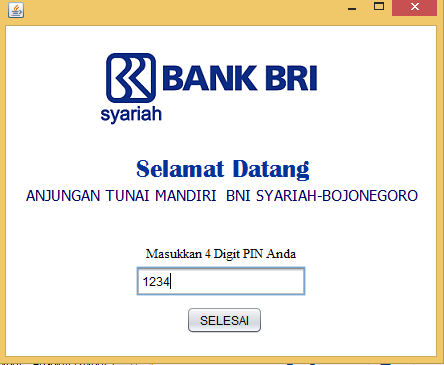 BANK BRI
syariah
Selamat Datang
ANJUNGAN TUNAI MANDIRI BNI SYARIAH-BOJONEGORO
Masukkan 4 Digit PIN Anda
1234
SELESAI